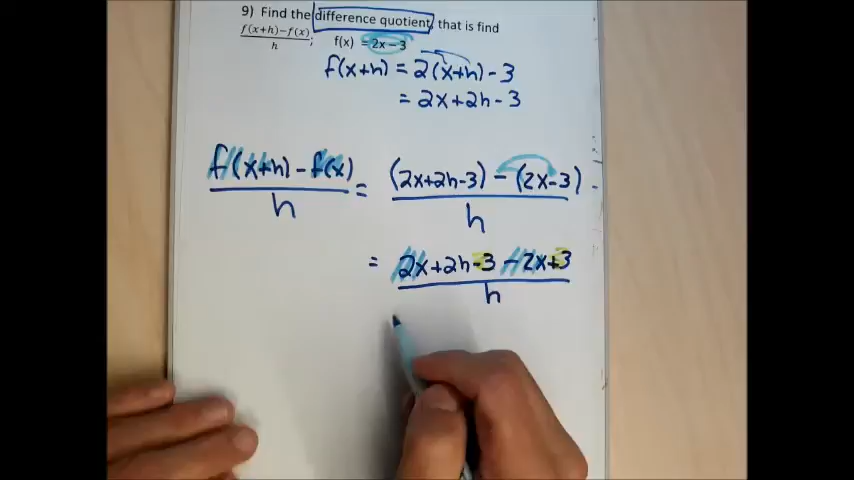 9) Find the difference quotient, that is find
f(x+h)−f(x)
h ; f(x) = 2x−3
f(x+h) = 2(x+h) - 3
= 2x+2h-3
f(x+h) - f(x) = (2x+2h-3) - (2x-3)
h h
= 2x+2h-3 -2x+3
h